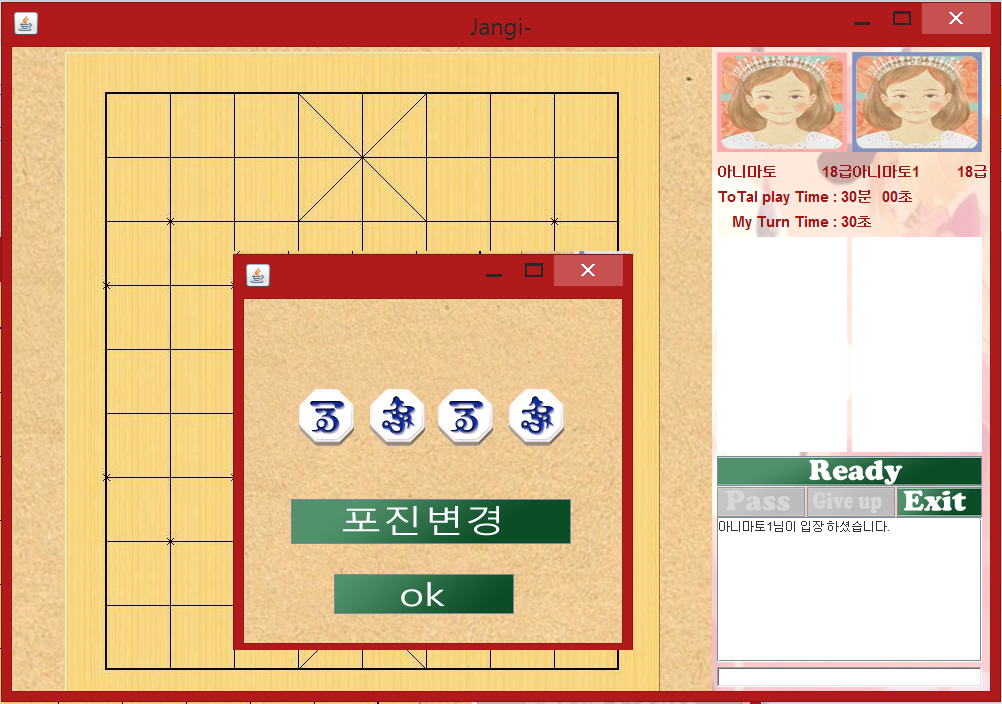 Jangi-
아니마토 18급아니마토1 18급
ToTal play Time : 30분 00초
My Turn Time : 30초
포진변경
ok
Ready
Pass Give up Exit
아니마토1님이 입장 하셨습니다.